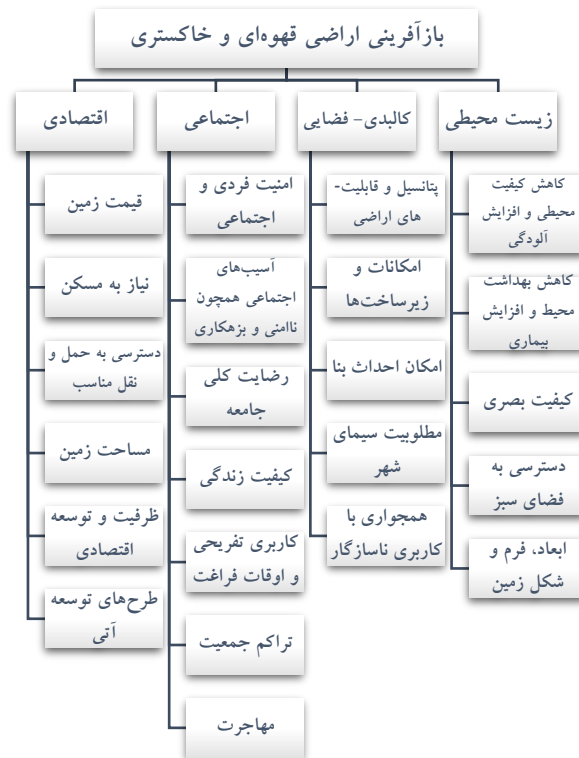 بازآفرینی اراضی قهوه‌ای و خاکستری
زیست محیطی
کاهش کیفیت
محیطی و افزایش
آلودگی
کاهش بهداشت
محیط و افزایش
بیماری
کیفیت بصری
دسترسی به
فضای سبز
ابعاد، فرم و
شکل زمین
کالبدی- فضایی
پتانسیل و قابلیت-
های اراضی
امکانات و
زیرساخت‌ها
امکان احداث بنا
مطلوبیت سیمای
شهر
همجواری با
کاربری ناسازگار
اجتماعی
امنیت فردی و
اجتماعی
آسیب‌های
اجتماعی همچون
ناامنی و بزهکاری
رضایت کلی
جامعه
کیفیت زندگی
کاربری تفریحی
و اوقات فراغت
تراکم جمعیت
مهاجرت
اقتصادی
قیمت زمین
نیاز به مسکن
دسترسی به حمل و
نقل مناسب
مساحت زمین
ظرفیت و توسعه
اقتصادی
طرح‌های توسعه
آتی